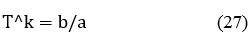 T^k = b/a (27)